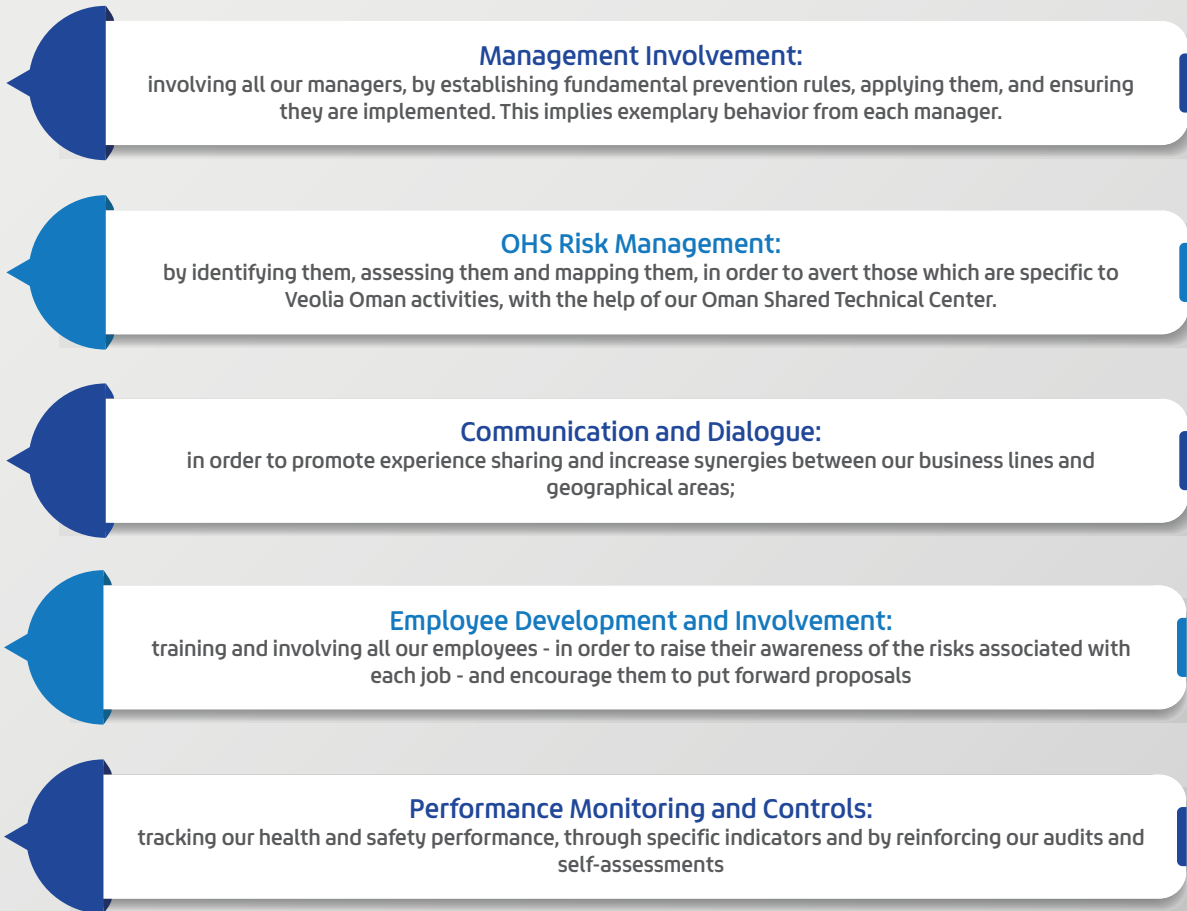 Management Involvement:
involving all our managers, by establishing fundamental prevention rules, applying them, and ensuring
they are implemented. This implies exemplary behavior from each manager.
OHS Risk Management:
by identifying them, assessing them and mapping them, in order to avert those which are specific to
Veolia Oman activities, with the help of our Oman Shared Technical Center.
Communication and Dialogue:
in order to promote experience sharing and increase synergies between our business lines and
geographical areas;
Employee Development and Involvement:
training and involving all our employees - in order to raise their awareness of the risks associated with
each job - and encourage them to put forward proposals
Performance Monitoring and Controls:
tracking our health and safety performance, through specific indicators and by reinforcing our audits and
self-assessments